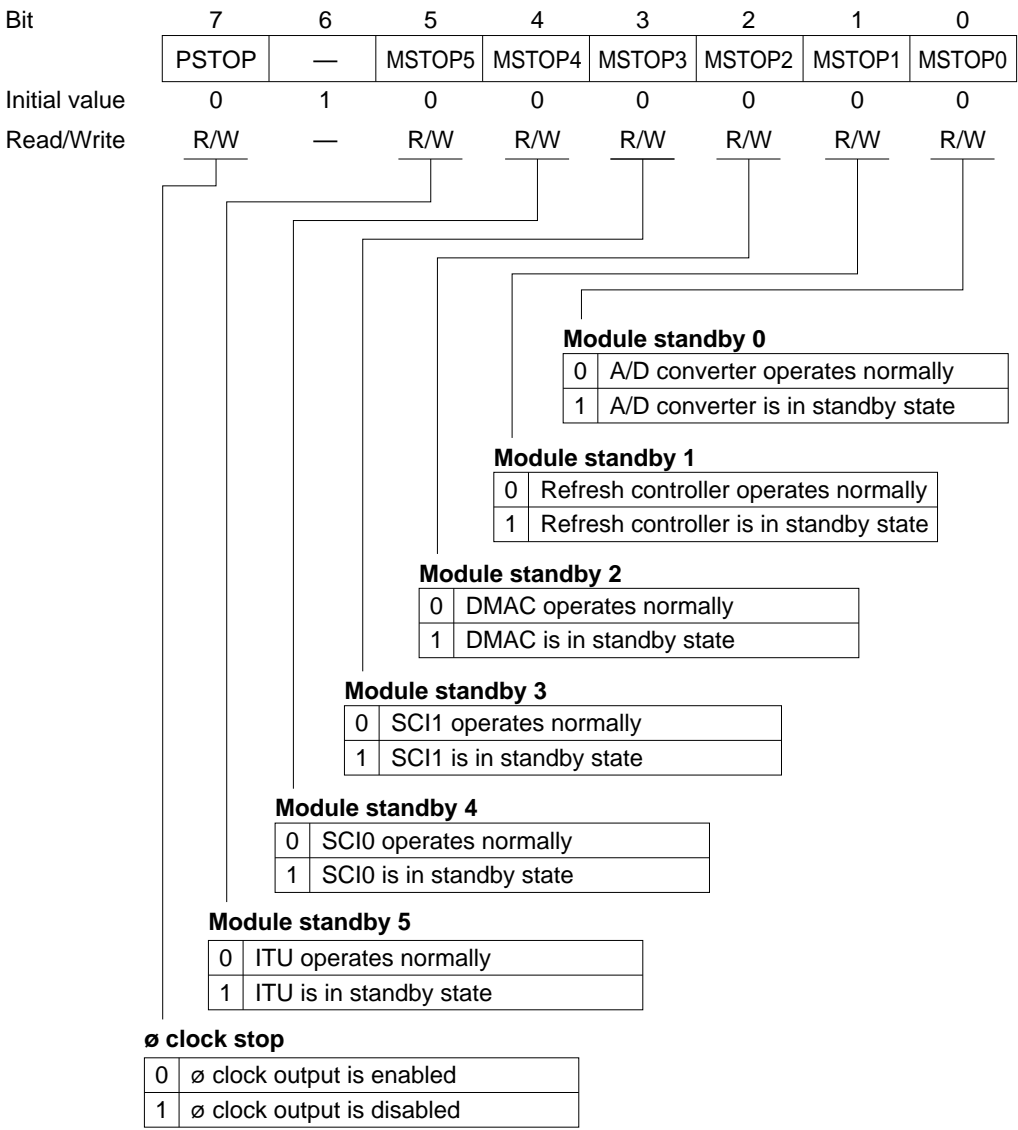 Bit 7 6 5 4 3 2 1 0
PSTOP — MSTOP5 MSTOP4 MSTOP3 MSTOP2 MSTOP1 MSTOP0
Initial value 0 1 0 0 0 0 0 0
Read/Write R/W — R/W R/W R/W R/W R/W R/W
Module standby 0
0 A/D converter operates normally
1 A/D converter is in standby state
Module standby 1
0 Refresh controller operates normally
1 Refresh controller is in standby state
Module standby 2
0 DMAC operates normally
1 DMAC is in standby state
Module standby 3
0 SCI1 operates normally
1 SCI1 is in standby state
Module standby 4
0 SCI0 operates normally
1 SCI0 is in standby state
Module standby 5
0 ITU operates normally
1 ITU is in standby state
ø clock stop
0 ø clock output is enabled
1 ø clock output is disabled